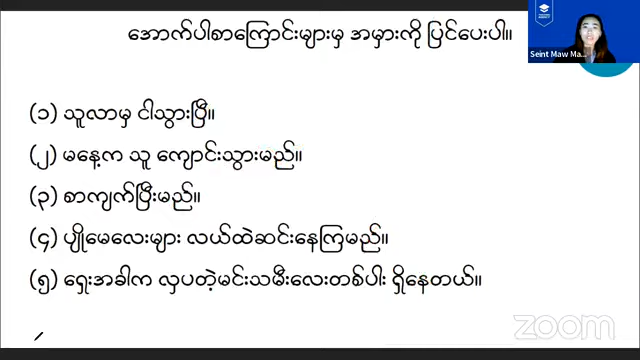 အောက်ပါစာကြောင်းများမှ အမှားကို ပြင်ပေးပါ။
Seint Maw Ma...
(၁) သူလာမှ ငါသွားပြီ။
(၂) မနေ့က သူ ကျောင်းသွားမည်။
(၃) စာကျက်ပြီးမည်။
(၄) ပျိုမေလေးများ လယ်ထဲဆင်းနေကြမည်။
(၅) ရှေးအခါက လှပတဲ့မင်းသမီးလေးတစ်ပါး ရှိနေတယ်။
zoom